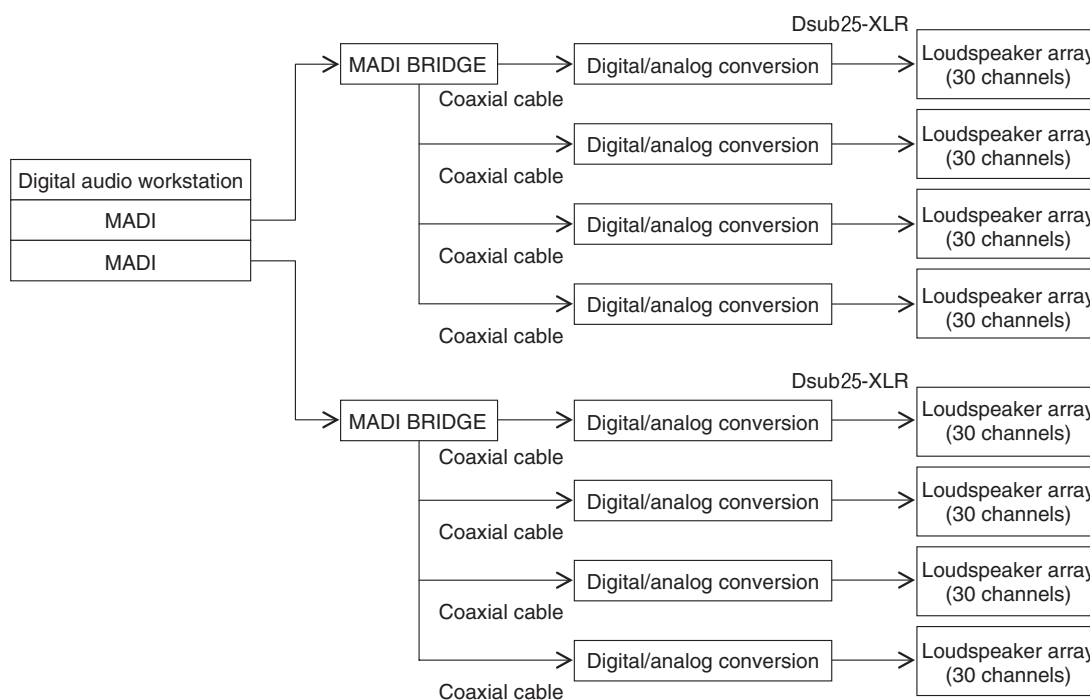 Dsub25-XLR
MADI BRIDGE
Digital/analog conversion
Loudspeaker array
(30 channels)
Coaxial cable
Digital/analog conversion
Loudspeaker array
(30 channels)
Coaxial cable
Digital audio workstation
MADI
MADI
Digital/analog conversion
Loudspeaker array
(30 channels)
Coaxial cable
Digital/analog conversion
Loudspeaker array
(30 channels)
Coaxial cable
Dsub25-XLR
MADI BRIDGE
Digital/analog conversion
Loudspeaker array
(30 channels)
Coaxial cable
Digital/analog conversion
Loudspeaker array
(30 channels)
Coaxial cable
Digital/analog conversion
Loudspeaker array
(30 channels)
Coaxial cable
Digital/analog conversion
Loudspeaker array
(30 channels)
Coaxial cable